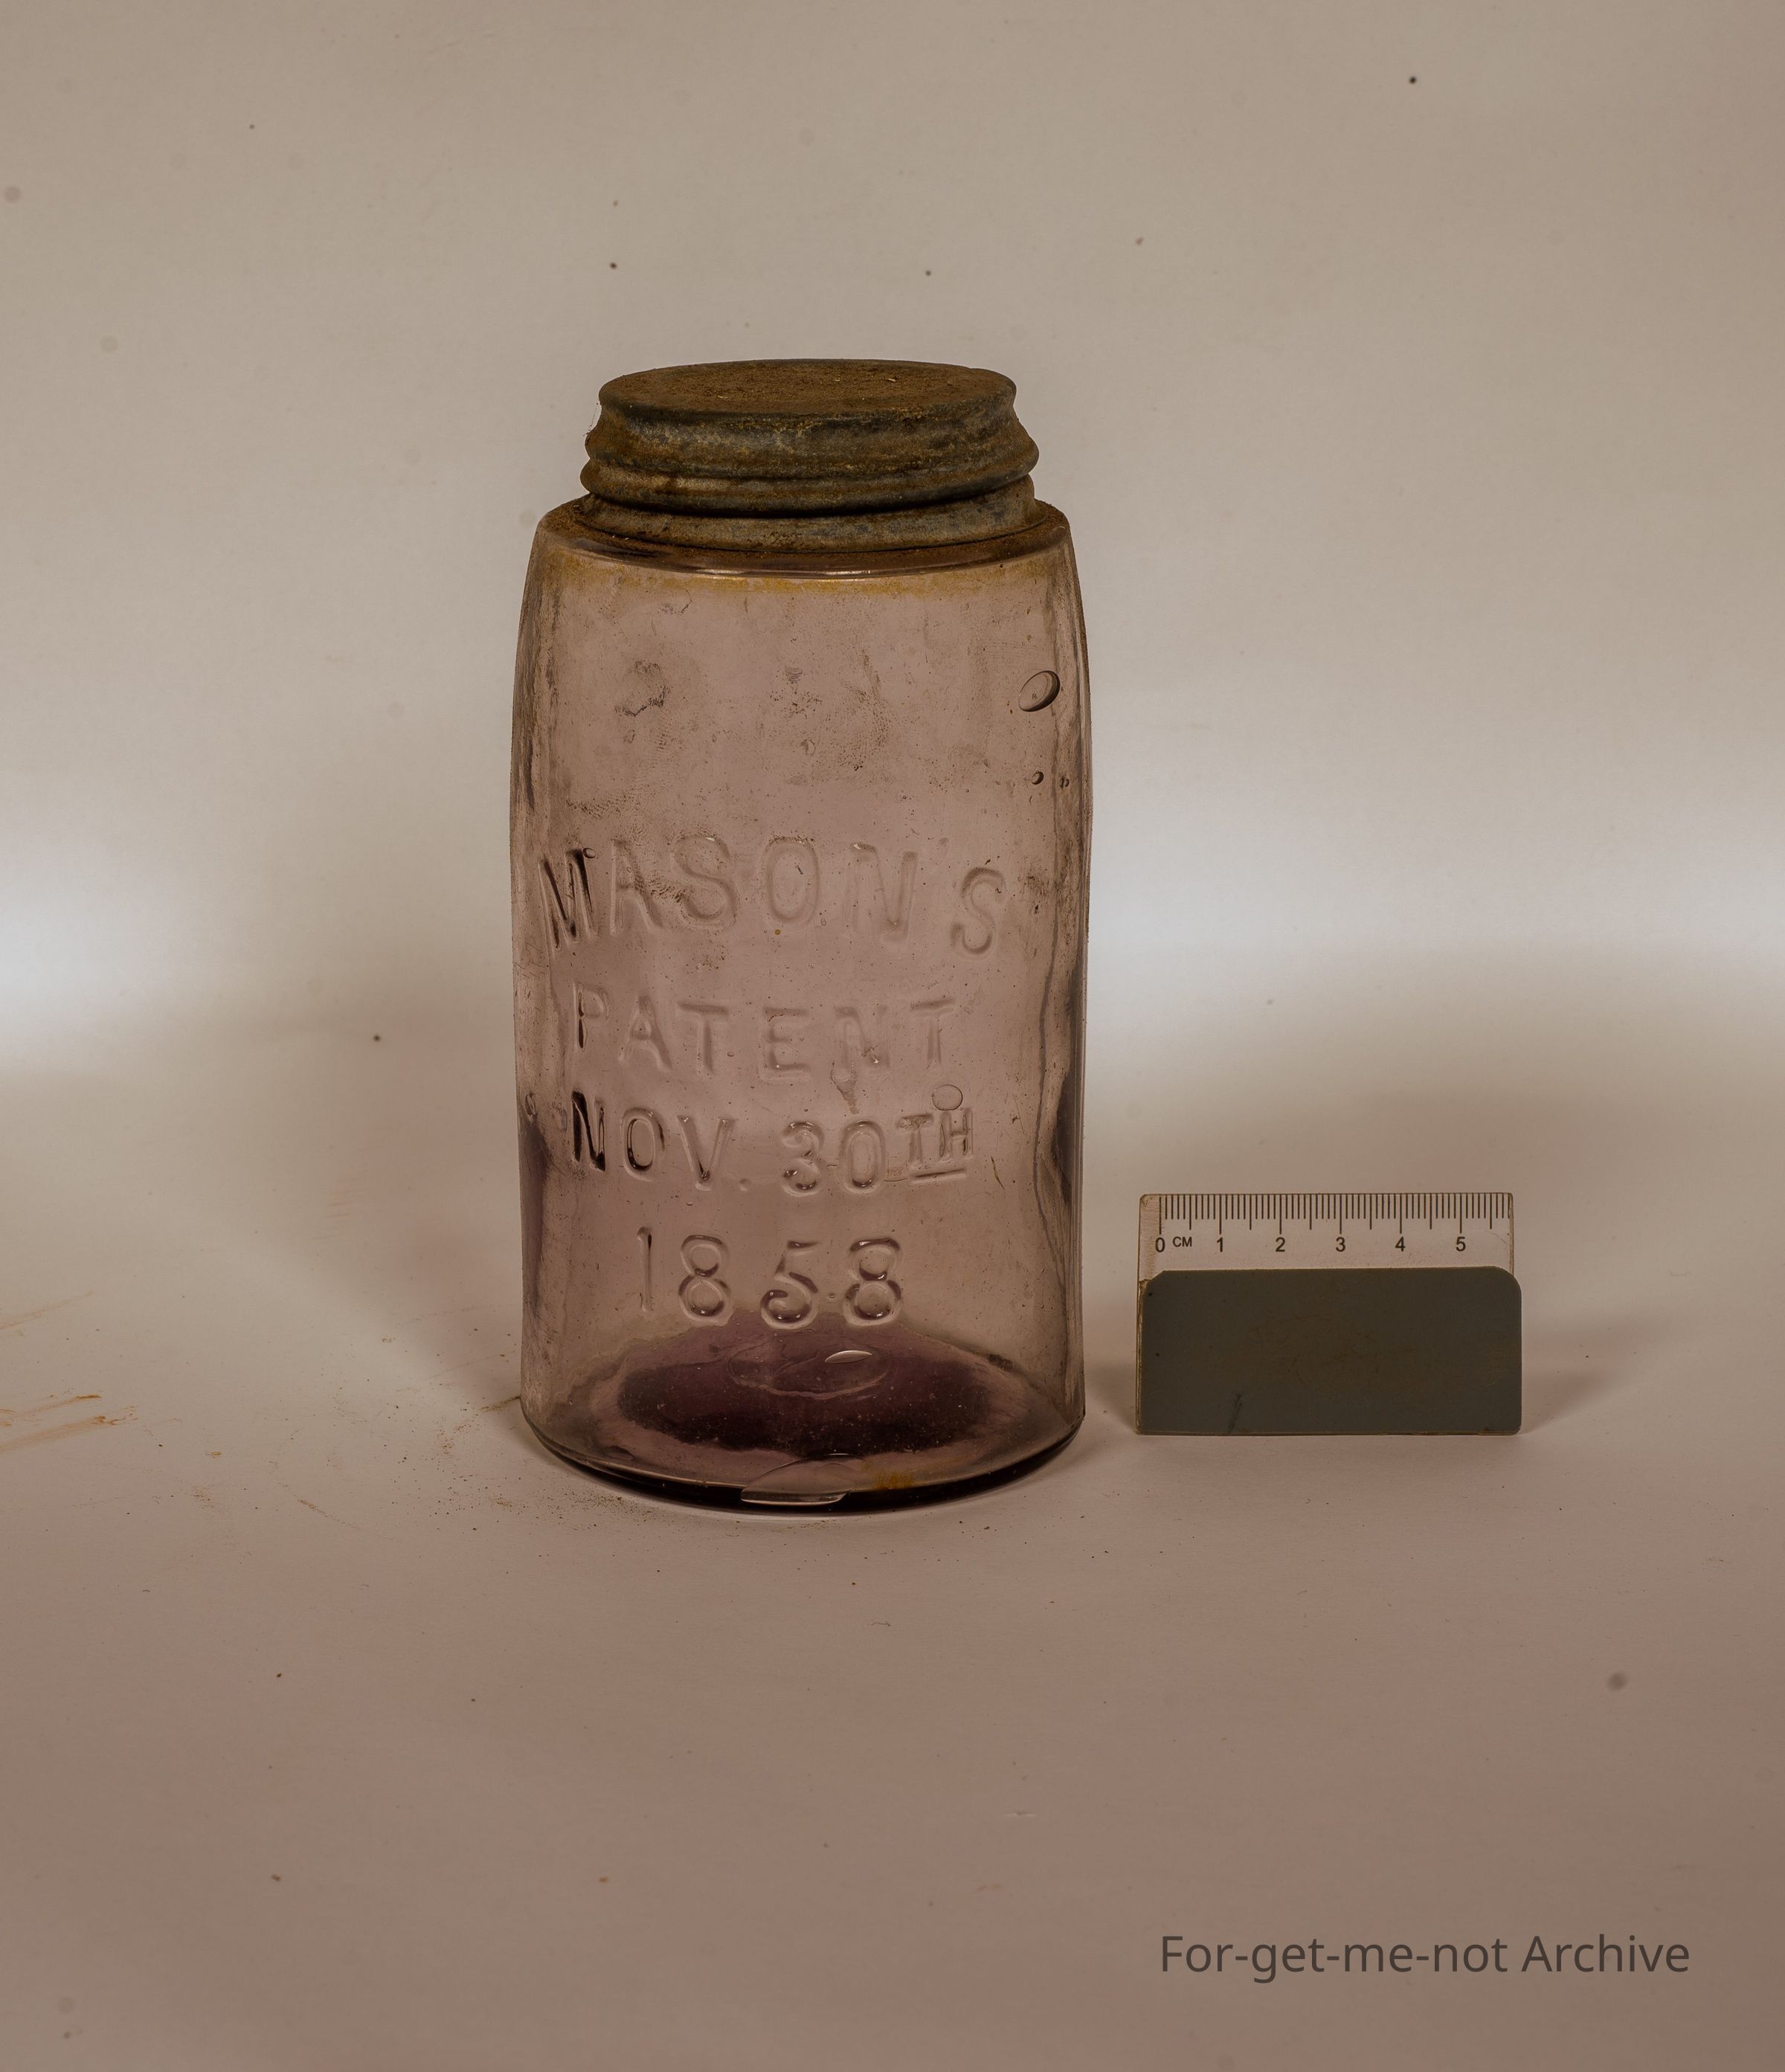 MASON'S
PATENT
NOV. 30TH
1858
0 CM 1 2 3 4 5
For-get-me-not Archive